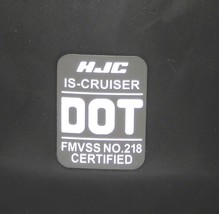 HJC
IS-CRUISER
DOT
FMVSS NO.218
CERTIFIED